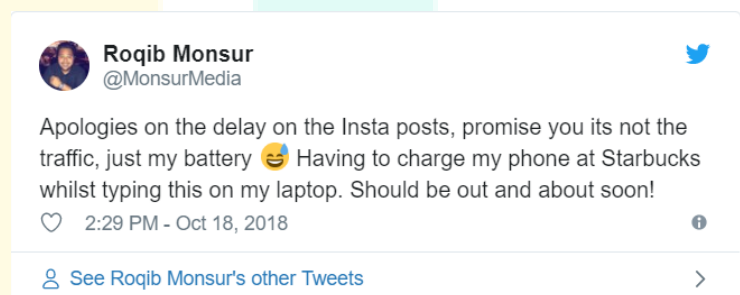 Roqib Monsur
@MonsurMedia
Apologies on the delay on the Insta posts, promise you its not the
traffic, just my battery 😅 Having to charge my phone at Starbucks
whilst typing this on my laptop. Should be out and about soon!
2:29 PM - Oct 18, 2018
See Roqib Monsur's other Tweets